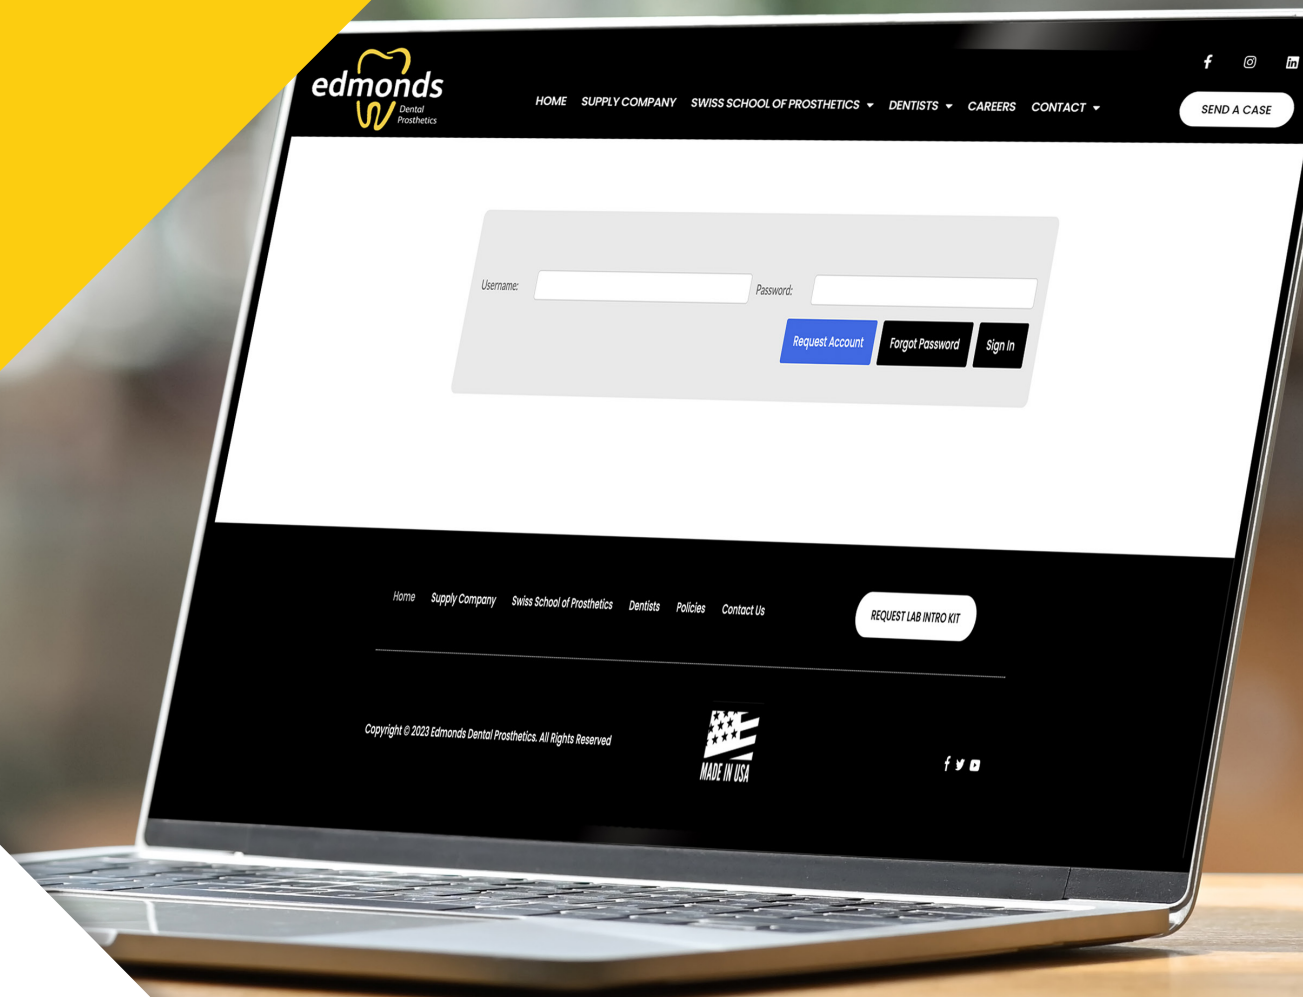 edmonds
Dental
Prosthetics
HOME SUPPLY COMPANY SWISS SCHOOL OF PROSTHETICS DENTISTS CAREERS CONTACT
SEND A CASE
Username: Password:
Request Account Forgot Password Sign In
Home Supply Company Swiss School of Prosthetics Dentists Policies Contact Us
REQUEST LAB INTRO KIT
Copyright © 2023 Edmonds Dental Prosthetics. All Rights Reserved
MADE IN USA